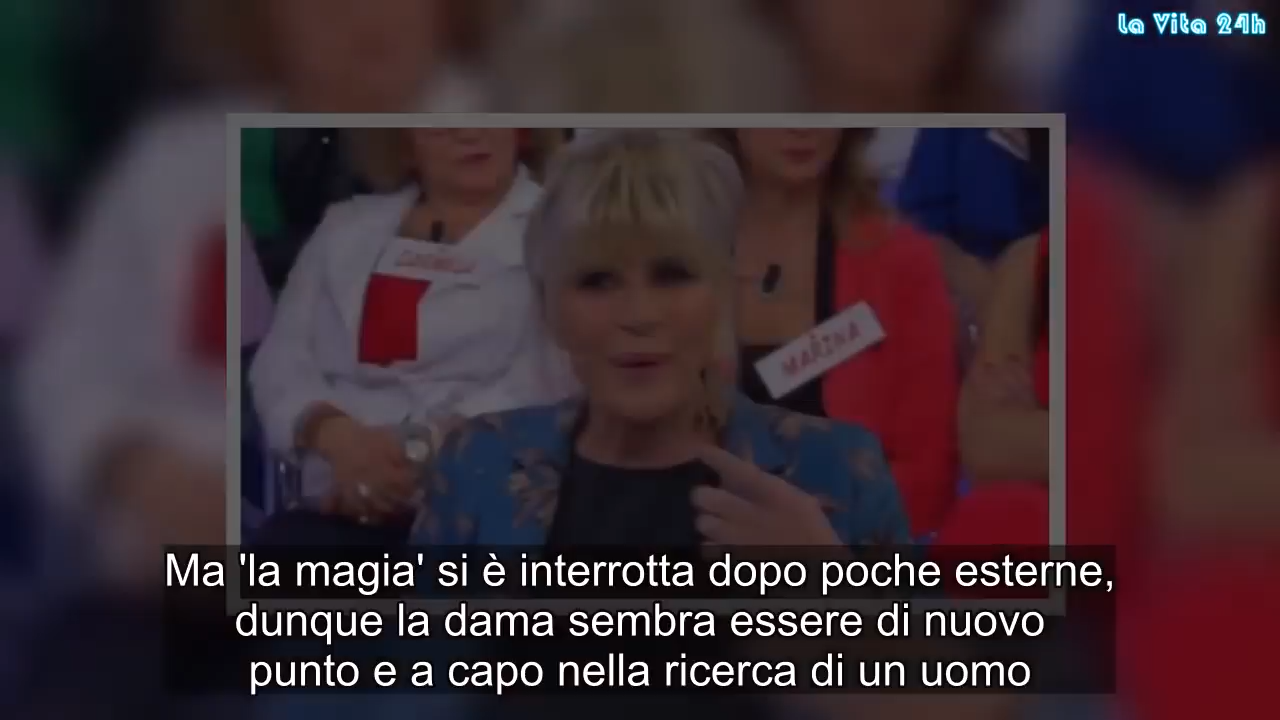 La Vita 24h
MARINA
Ma 'la magia' si è interrotta dopo poche esterne,
dunque la dama sembra essere di nuovo
punto e a capo nella ricerca di un uomo